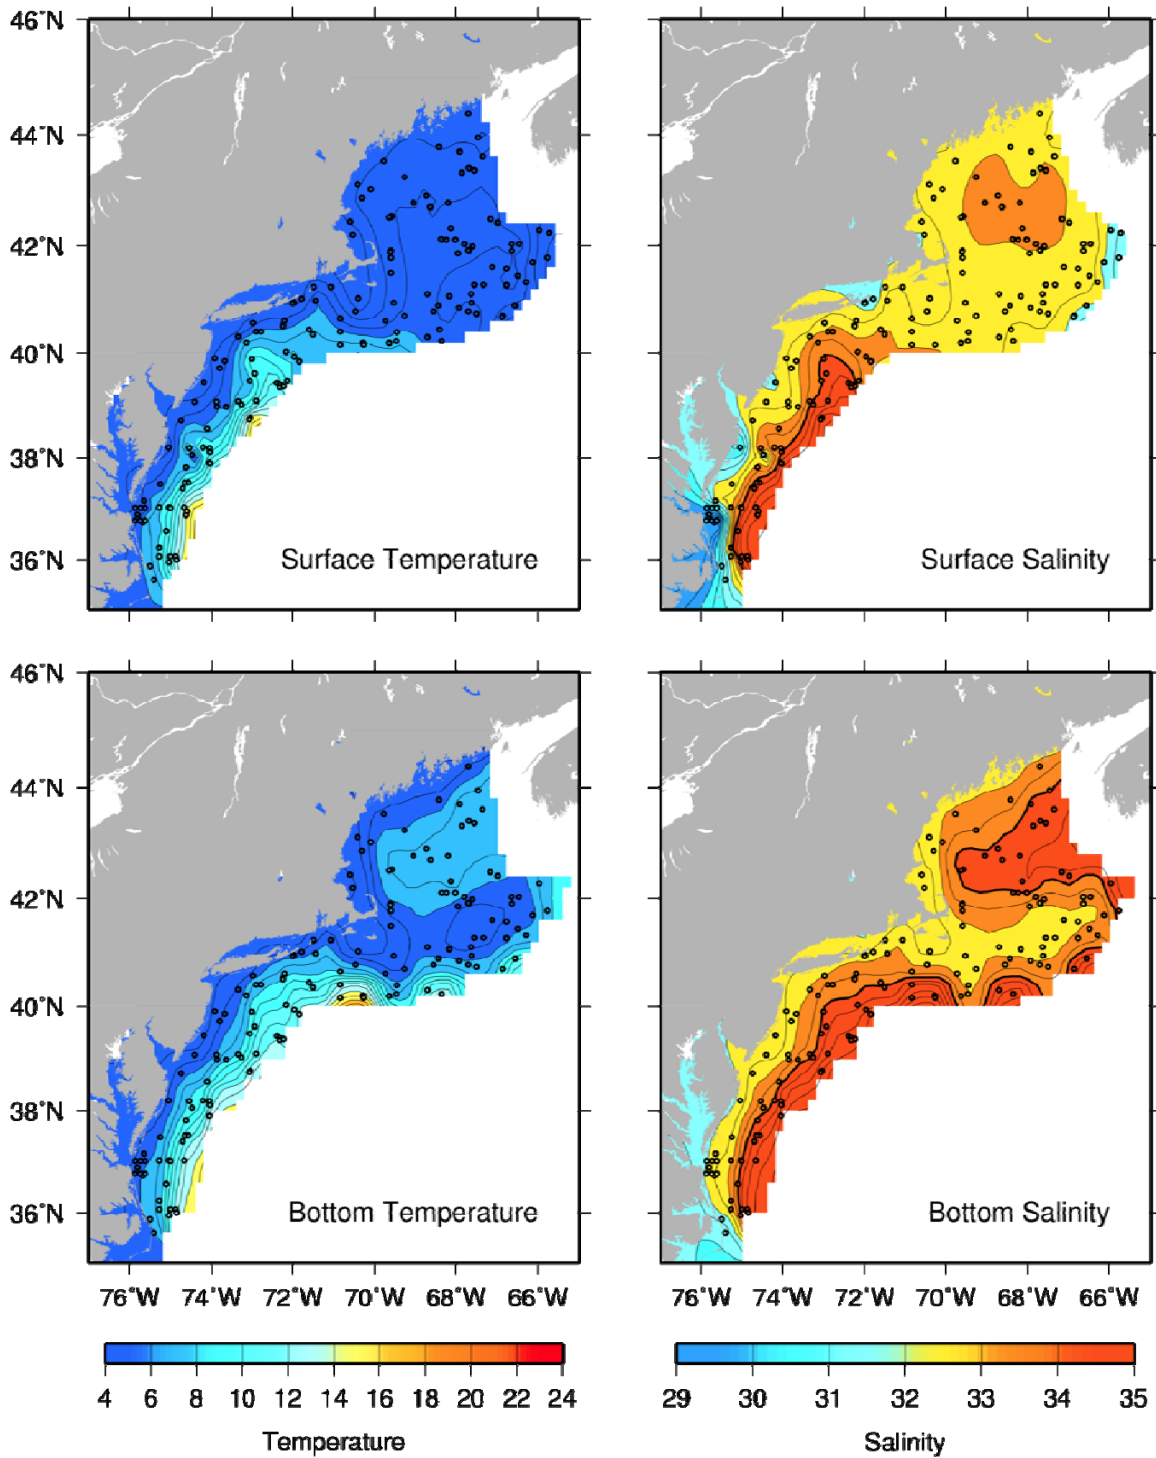 46°N
44°N
42°N
40°N
38°N
36°N
Surface Temperature
Surface Salinity
46°N
44°N
42°N
40°N
38°N
36°N
Bottom Temperature
Bottom Salinity
76°W 74°W 72°W 70°W 68°W 66°W
76°W 74°W 72°W 70°W 68°W 66°W
4 6 8 10 12 14 16 18 20 22 24
Temperature
29 30 31 32 33 34 35
Salinity